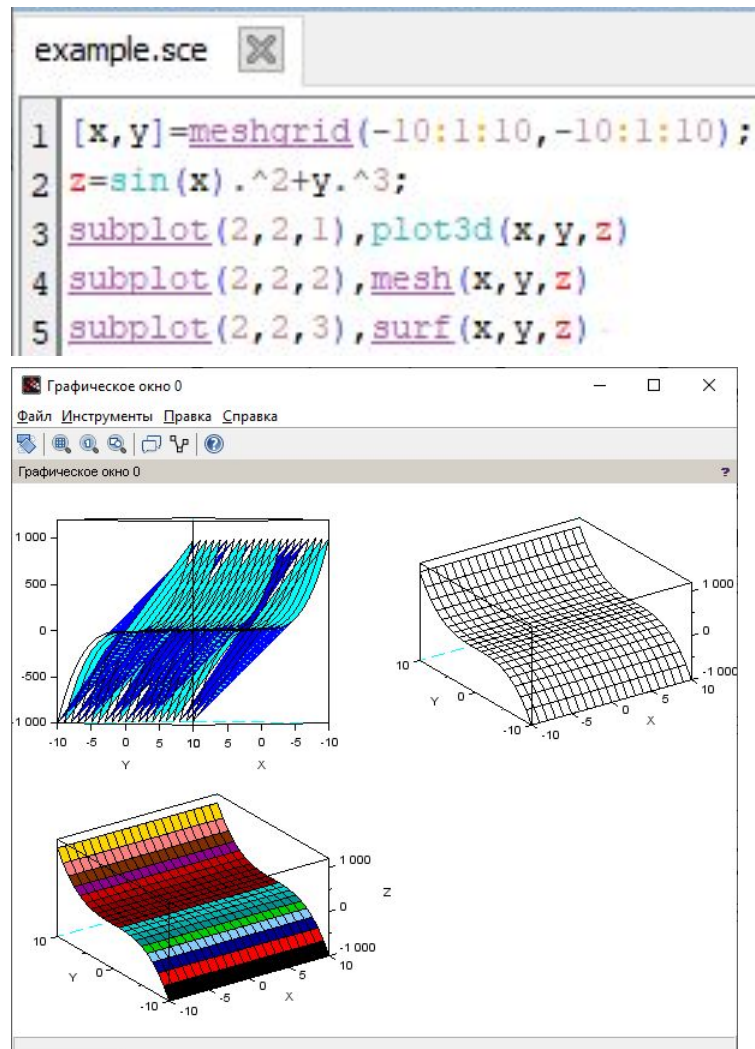 example.sce
1 [x,y]=meshgrid(-10:1:10,-10:1:10);
2 z=sin(x).^2+y.^3;
3 subplot(2,2,1),plot3d(x,y,z)
4 subplot(2,2,2),mesh(x,y,z)
5 subplot(2,2,3),surf(x,y,z)
Графическое окно 0
Файл Инструменты Правка Справка
Графическое окно 0 ?
1 000
500
0
-500
-1 000
-10 -5 0 5 10 5 0 -5 -10
Y X
1 000
0
-1 000
10
Y 0
-10
-10 -5 0 5 10
X
1 000
0
-1 000
Z
10
Y 0
-10
-10 -5 0 5 10
X